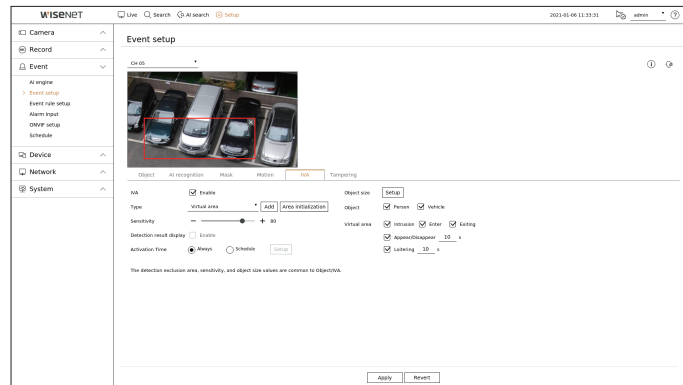 WISENET
Live Search AI search Setup
2021-01-06 11:33:31 admin ?
Camera
Record
Event
AI engine
> Event setup
Event rule setup
Alarm input
ONVIF setup
Schedule
Device
Network
System
Event setup
CH 05
Object AI recognition Mask Motion IVA Tampering
IVA Enable
Type Virtual area Add Area initialization
Sensitivity − + 80
Detection result display Enable
Activation Time Always Schedule Setup
Object size Setup
Object Person Vehicle
Virtual area Intrusion Enter Exiting
Appear/Disappear 10 s
Loitering 10 s
The detection exclusion area, sensitivity, and object size values are common to Object/IVA.
Apply Revert